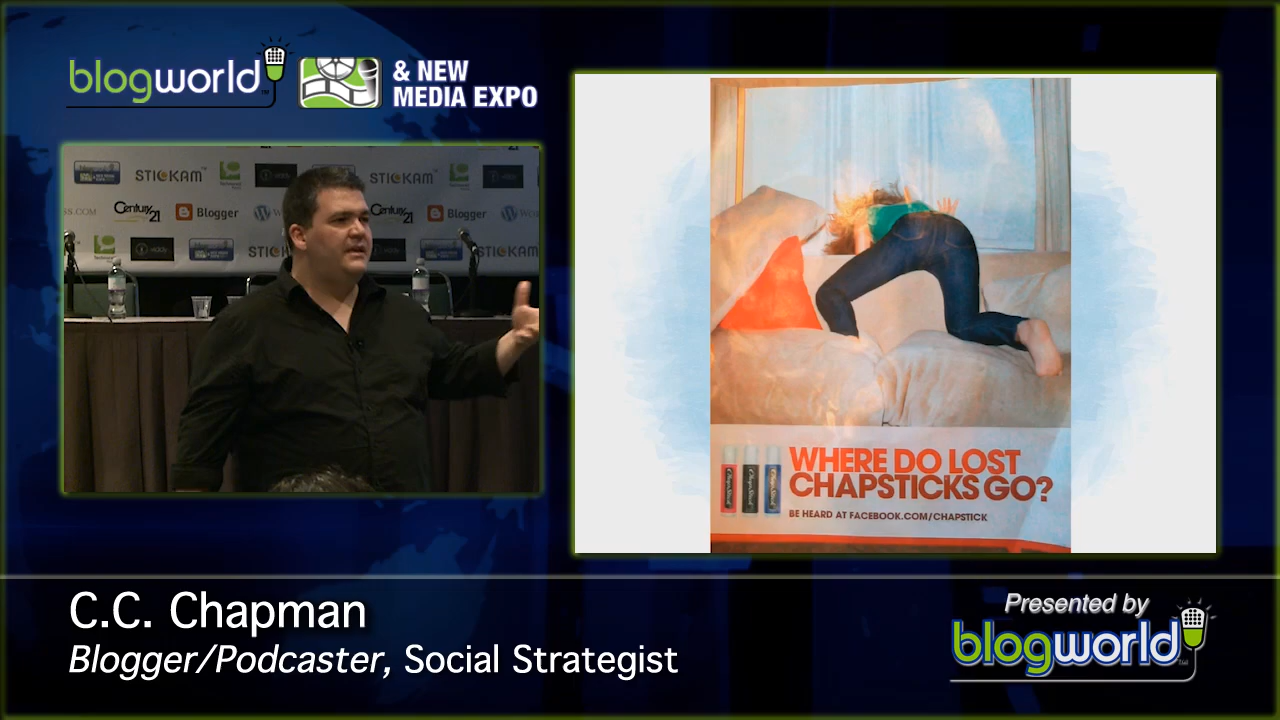 blogworld
& NEW
MEDIA EXPO
STICKAM
STICKAM
Century 21
Blogger
Century 21
Blogger
STICKAM
WHERE DO LOST
CHAPSTICKS GO?
BE HEARD AT FACEBOOK.COM/CHAPSTICK
C.C. Chapman
Blogger/Podcaster, Social Strategist
Presented by
blogworld